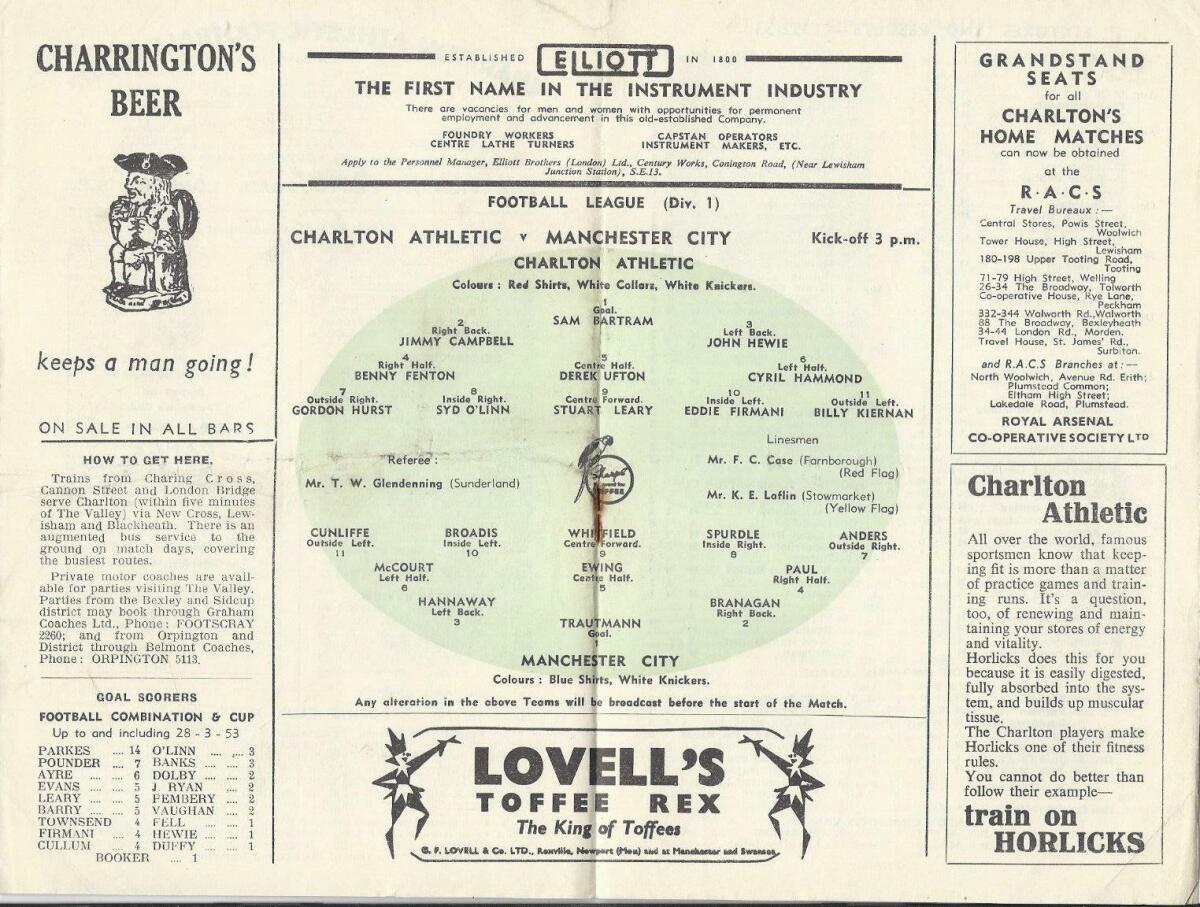 CHARRINGTON'S
BEER
keeps a man going!
ON SALE IN ALL BARS
HOW TO GET HERE.
Trains from Charing Cross,
Cannon Street and London Bridge
serve Charlton (within five minutes
of The Valley) via New Cross, Lew-
isham and Blackheath. There is an
augmented bus service to the
ground on match days, covering
the busiest routes.
Private motor coaches are avail-
able for parties visiting The Valley.
Parties from the Bexley and Sidcup
district may book through Graham
Coaches Ltd., Phone: FOOTSCRAY
2260; and from Orpington and
District through Belmont Coaches,
Phone: ORPINGTON 5113.
GOAL SCORERS
FOOTBALL COMBINATION & CUP
Up to and including 28 - 3 - 53
PARKES .... 14 O'LINN .... .... 3
POUNDER .... 7 BANKS .... .... 3
AYRE .... .... 6 DOLBY .... .... 2
EVANS .... 5 J. RYAN .... 2
LEARY .... 5 PEMBERY .... 2
BARRY .... 5 VAUGHAN .... 2
TOWNSEND 4 FELL .... .... 1
FIRMANI .... 4 HEWIE .... .... 1
CULLUM .... 4 DUFFY .... .... 1
BOOKER .... 1
ESTABLISHED ELLIOTT IN 1800
THE FIRST NAME IN THE INSTRUMENT INDUSTRY
There are vacancies for men and women with opportunities for permanent
employment and advancement in this old-established Company.
FOUNDRY WORKERS CAPSTAN OPERATORS
CENTRE LATHE TURNERS INSTRUMENT MAKERS, ETC.
Apply to the Personnel Manager, Elliott Brothers (London) Ltd., Century Works, Conington Road, (Near Lewisham
Junction Station), S.E.13.
FOOTBALL LEAGUE (Div. 1)
CHARLTON ATHLETIC v MANCHESTER CITY Kick-off 3 p.m.
CHARLTON ATHLETIC
Colours : Red Shirts, White Collars, White Knickers.
1
Goal.
SAM BARTRAM
2 3
Right Back. Left Back.
JIMMY CAMPBELL JOHN HEWIE
4 5 6
Right Half. Centre Half. Left Half.
BENNY FENTON DEREK UFTON CYRIL HAMMOND
7 8 9 10 11
Outside Right. Inside Right. Centre Forward. Inside Left. Outside Left.
GORDON HURST SYD O'LINN STUART LEARY EDDIE FIRMANI BILLY KIERNAN
Referee :
Mr. T. W. Glendenning (Sunderland)
Sharps
TOFFEE
Linesmen
Mr. F. C. Case (Farnborough)
(Red Flag)
Mr. K. E. Laflin (Stowmarket)
(Yellow Flag)
CUNLIFFE BROADIS WHITFIELD SPURDLE ANDERS
Outside Left. Inside Left. Centre Forward. Inside Right. Outside Right.
11 10 9 8 7
McCOURT EWING PAUL
Left Half. Centre Half. Right Half.
6 5 4
HANNAWAY BRANAGAN
Left Back. Right Back.
3 2
TRAUTMANN
Goal.
1
MANCHESTER CITY
Colours : Blue Shirts, White Knickers.
Any alteration in the above Teams will be broadcast before the start of the Match.
LOVELL'S
TOFFEE REX
The King of Toffees
G. F. LOVELL & Co. LTD., Rexville, Newport (Mon) and at Manchester and Swansea.
GRANDSTAND
SEATS
for all
CHARLTON'S
HOME MATCHES
can now be obtained
at the
R·A·C·S
Travel Bureaux :—
Central Stores, Powis Street,
Woolwich
Tower House, High Street,
Lewisham
180-198 Upper Tooting Road,
Tooting
71-79 High Street, Welling
26-34 The Broadway, Tolworth
Co-operative House, Rye Lane,
Peckham
332-344 Walworth Rd., Walworth
88 The Broadway, Bexleyheath
34-44 London Rd., Morden.
Travel House, St. James' Rd.,
Surbiton.
and R.A.C.S Branches at :—
North Woolwich, Avenue Rd. Erith;
Plumstead Common;
Eltham High Street;
Lakedale Road, Plumstead.
ROYAL ARSENAL
CO-OPERATIVE SOCIETY LTD
Charlton
Athletic
All over the world, famous
sportsmen know that keep-
ing fit is more than a matter
of practice games and train-
ing runs. It's a question,
too, of renewing and main-
taining your stores of energy
and vitality.
Horlicks does this for you
because it is easily digested,
fully absorbed into the sys-
tem, and builds up muscular
tissue.
The Charlton players make
Horlicks one of their fitness
rules.
You cannot do better than
follow their example—
train on
HORLICKS